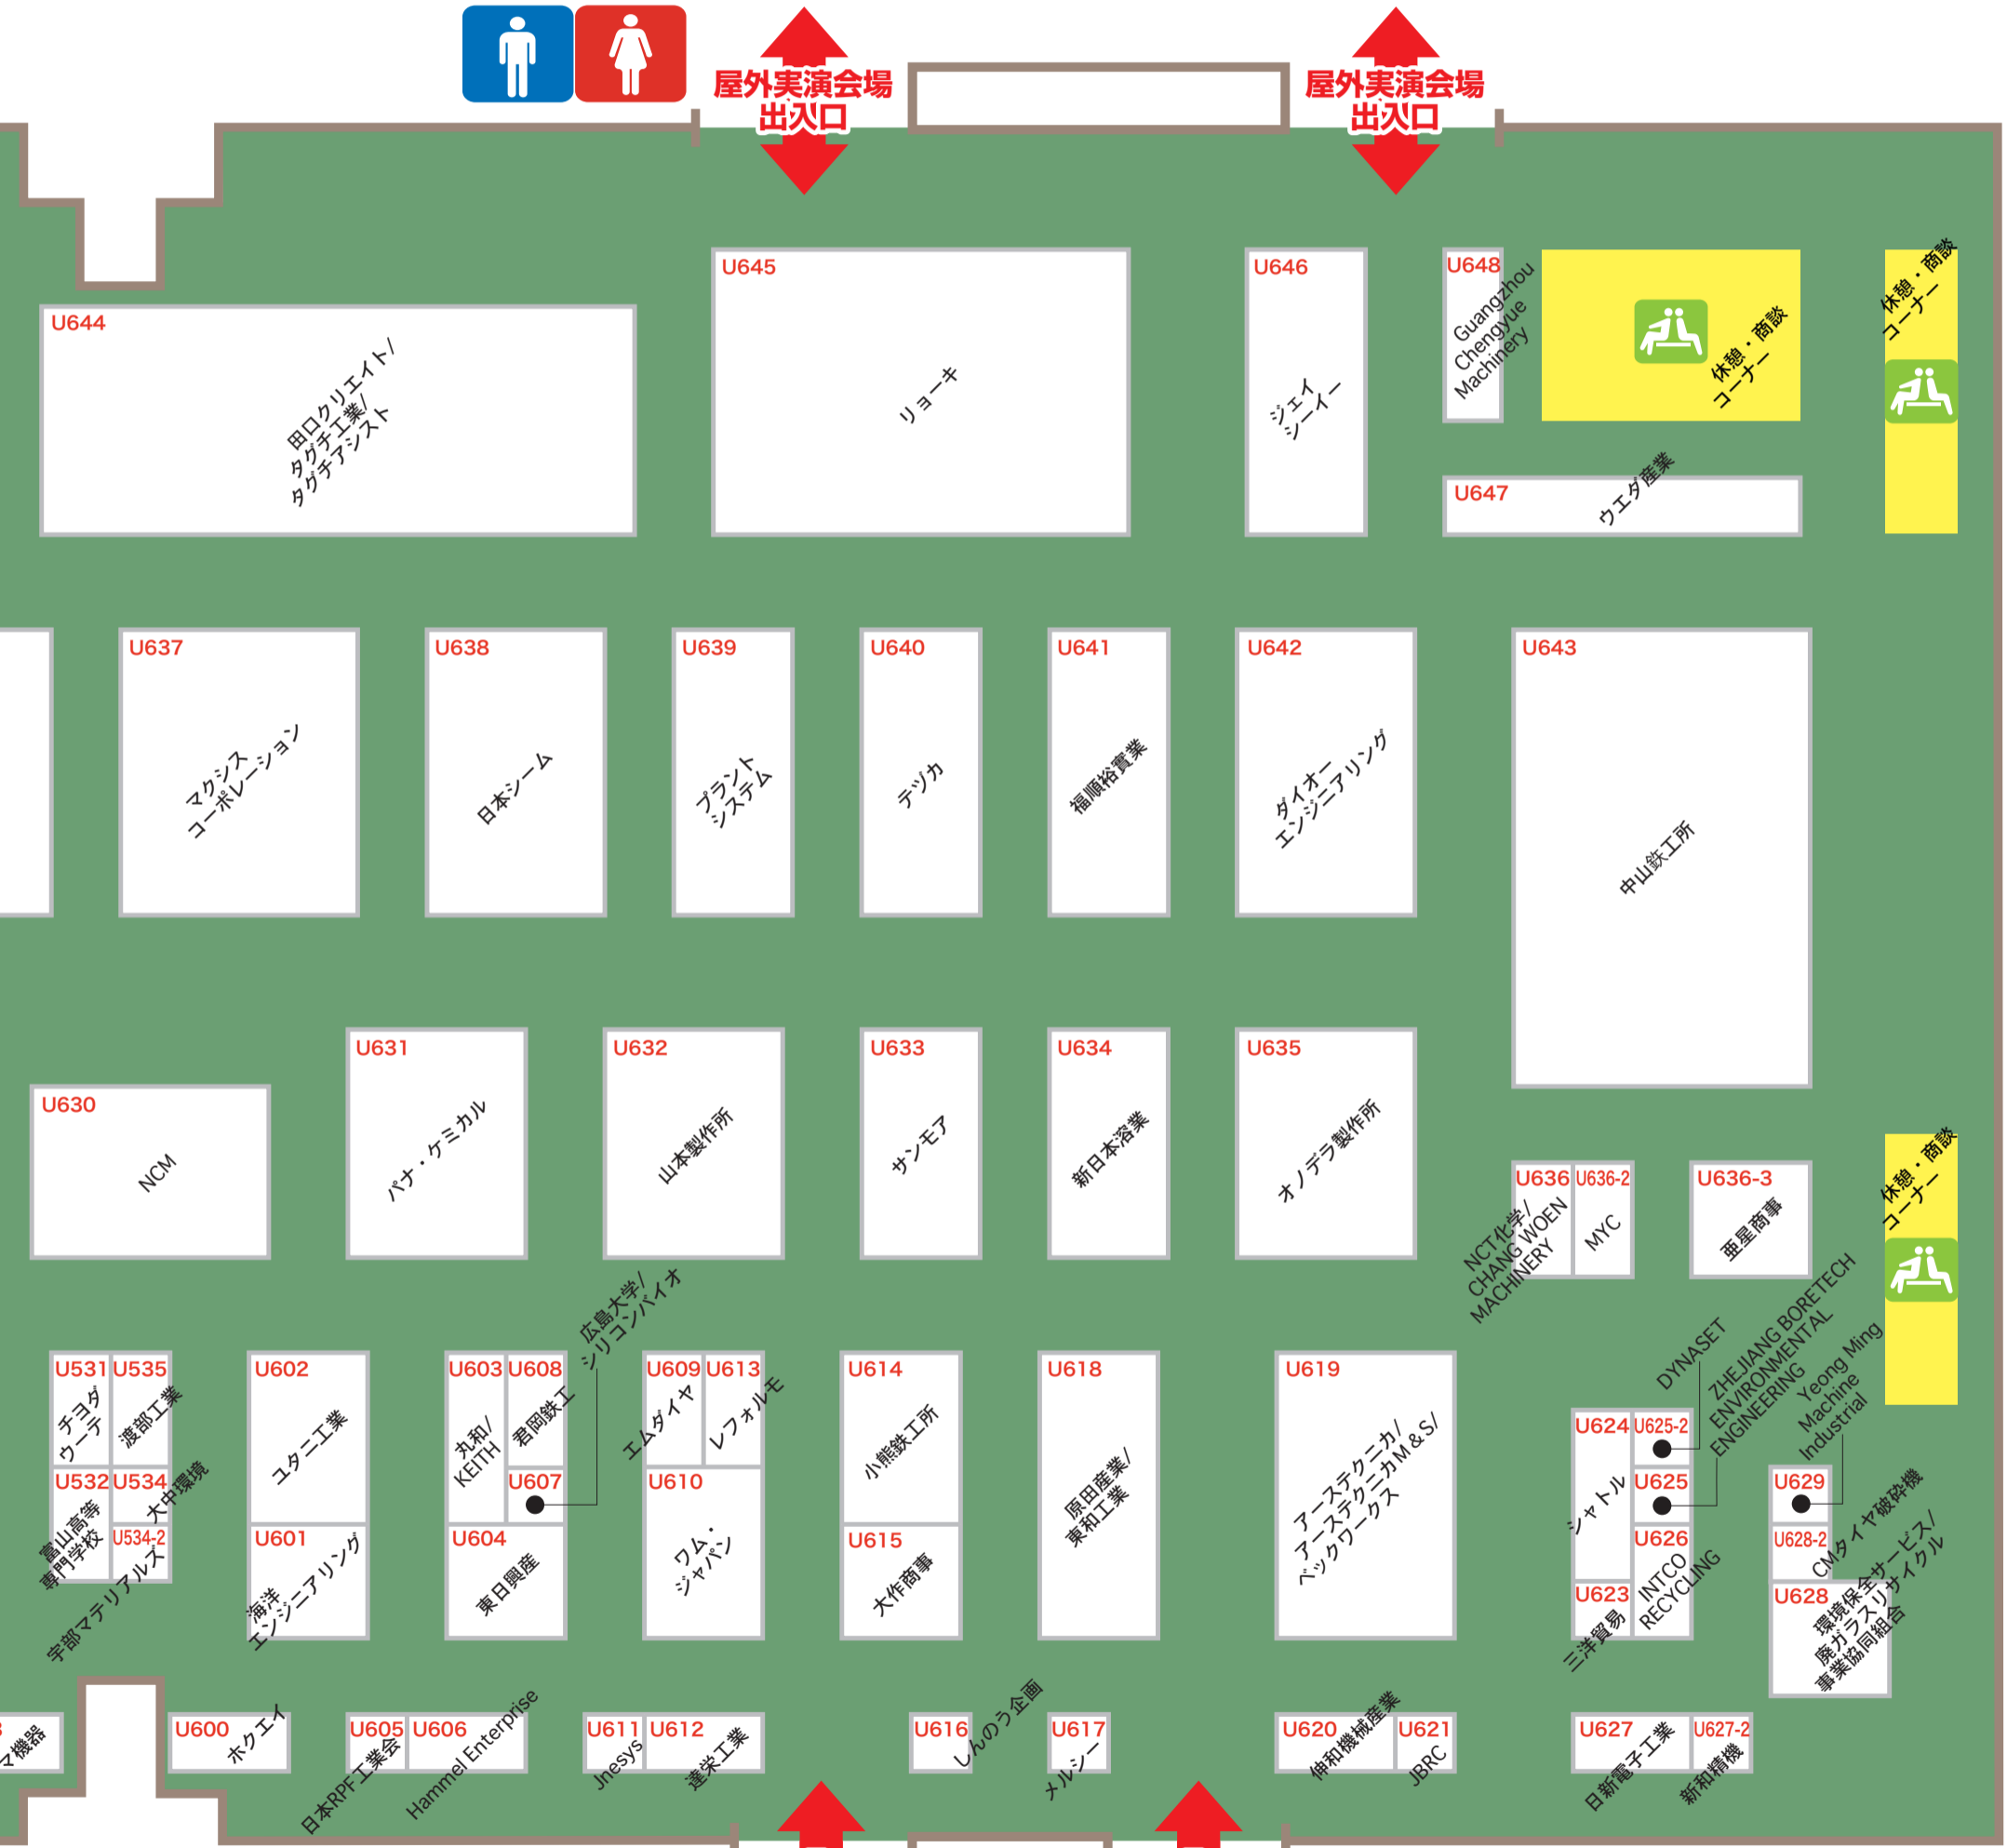 屋外実演会場
出入口
屋外実演会場
出入口
U644
田口クリエイト/
タグチ工業/
タグチアシスト
U645
リョーキ
U646
ジェイ
シーイー
U648
Guangzhou
Chengyue
Machinery
休憩・商談
コーナー
休憩・商談
コーナー
U647
ウエダ産業
U637
マクシス
コーポレーション
U638
日本シーム
U639
プラント
システム
U640
テヅカ
U641
福順裕實業
U642
ダイオー
エンジニアリング
U643
中山鉄工所
U630
NCM
U631
パナ・ケミカル
U632
山本製作所
U633
サンモア
U634
新日本溶業
U635
オノデラ製作所
U636
NCT化学/
CHANG WOEN
MACHINERY
U636-2
MYC
U636-3
亜星商事
休憩・商談
コーナー
U531
チヨダ
ウーテ
U535
渡部工業
U532
富山高等
専門学校
U534
大中環境
U534-2
宇部マテリアルズ
U602
ユタニ工業
U601
海洋
エンジニアリング
U603
丸和/
KEITH
U608
君岡鉄工
U607
広島大学/
シリコンバイオ
U604
東日興産
U609
エムダイヤ
U613
レフォルモ
U610
ワム・
ジャパン
U614
小熊鉄工所
U615
大作商事
U618
原田産業/
東和工業
U619
アーステクニカ/
アーステクニカM＆S/
ベックワークス
U624
シャトル
U625-2
DYNASET
U625
ZHEJIANG BORETECH
ENVIRONMENTAL
ENGINEERING
U626
INTCO
RECYCLING
U623
三洋貿易
U629
Yeong Ming
Machine
Industrial
U628-2
CMタイヤ破砕機
U628
環境保全サービス/
廃ガラスリサイクル
事業協同組合
マ機器
U600
ホクエイ
U605
日本RPF工業会
U606
Hammel Enterprise
U611
Jnesys
U612
達栄工業
U616
しんのう企画
U617
メルシー
U620
伸和機械産業
U621
JBRC
U627
日新電子工業
U627-2
新和精機